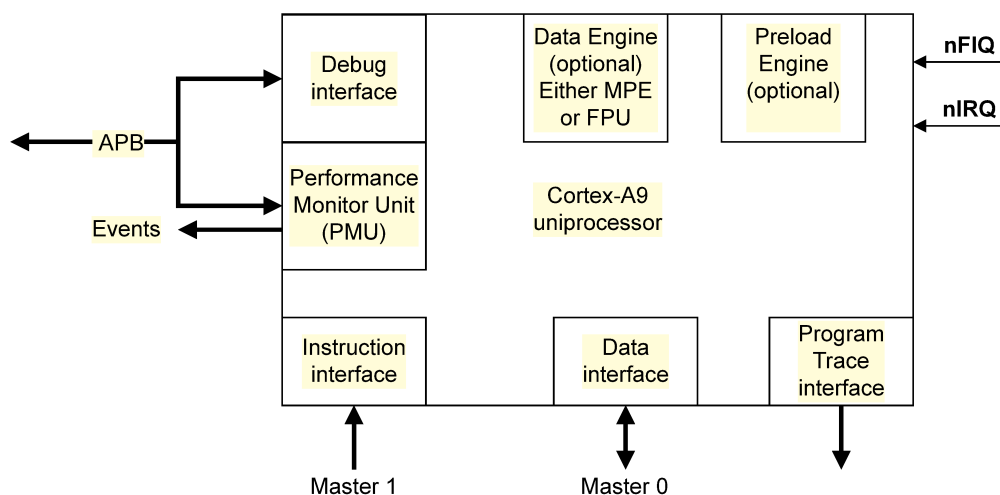 Debug
interface
Data Engine
(optional)
Either MPE
or FPU
Preload
Engine
(optional)
nFIQ
nIRQ
APB
Performance
Monitor Unit
(PMU)
Events
Cortex-A9
uniprocessor
Instruction
interface
Data
interface
Program
Trace
interface
Master 1
Master 0